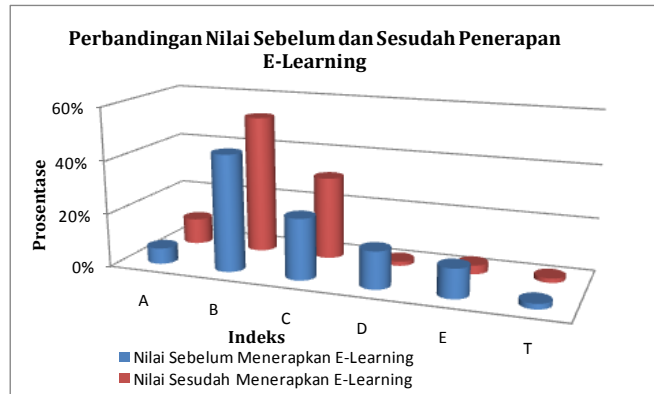 Perbandingan Nilai Sebelum dan Sesudah Penerapan
E-Learning
60%
40%
20%
0%
Prosentase
A
B
C
D
E
T
Indeks
Nilai Sebelum Menerapkan E-Learning
Nilai Sesudah Menerapkan E-Learning